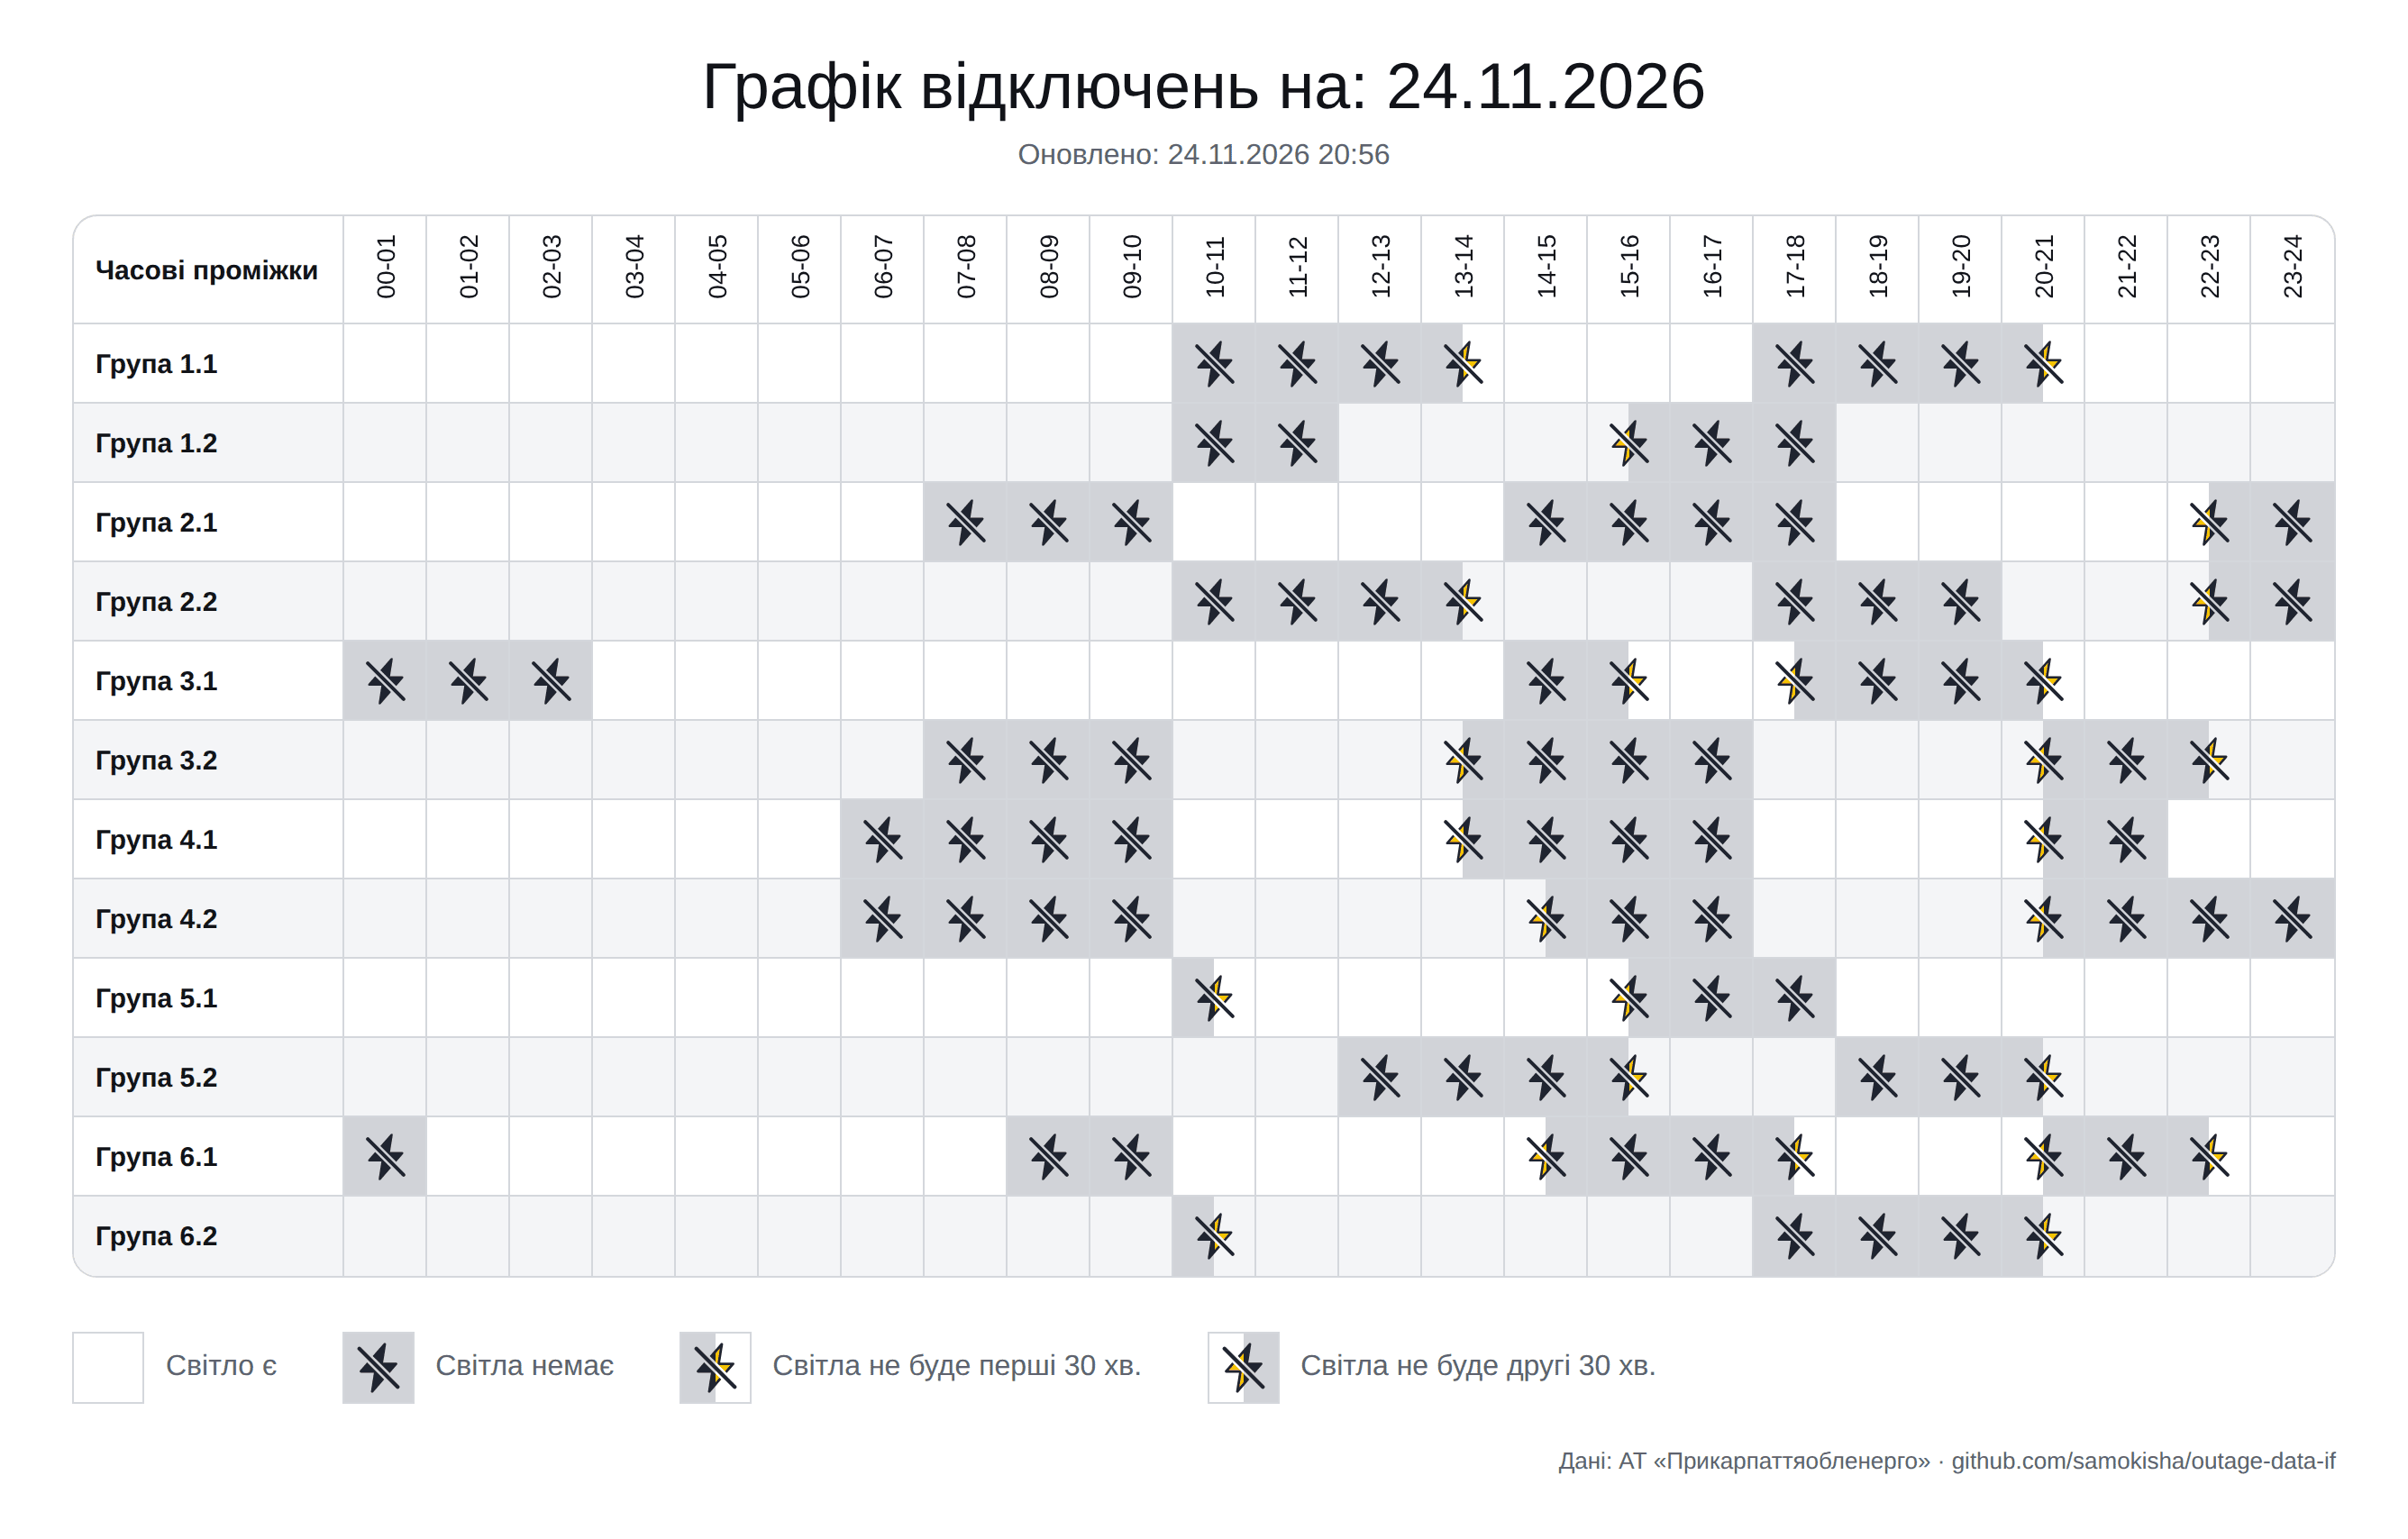 Графік відключень на: 24.11.2026
Оновлено: 24.11.2026 20:56
Часові проміжки 00-01 01-02 02-03 03-04 04-05 05-06 06-07 07-08 08-09 09-10 10-11 11-12 12-13 13-14 14-15 15-16 16-17 17-18 18-19 19-20 20-21 21-22 22-23 23-24
Група 1.1
Група 1.2
Група 2.1
Група 2.2
Група 3.1
Група 3.2
Група 4.1
Група 4.2
Група 5.1
Група 5.2
Група 6.1
Група 6.2
Світло є Світла немає Світла не буде перші 30 хв. Світла не буде другі 30 хв.
Дані: АТ «Прикарпаттяобленерго» · github.com/samokisha/outage-data-if